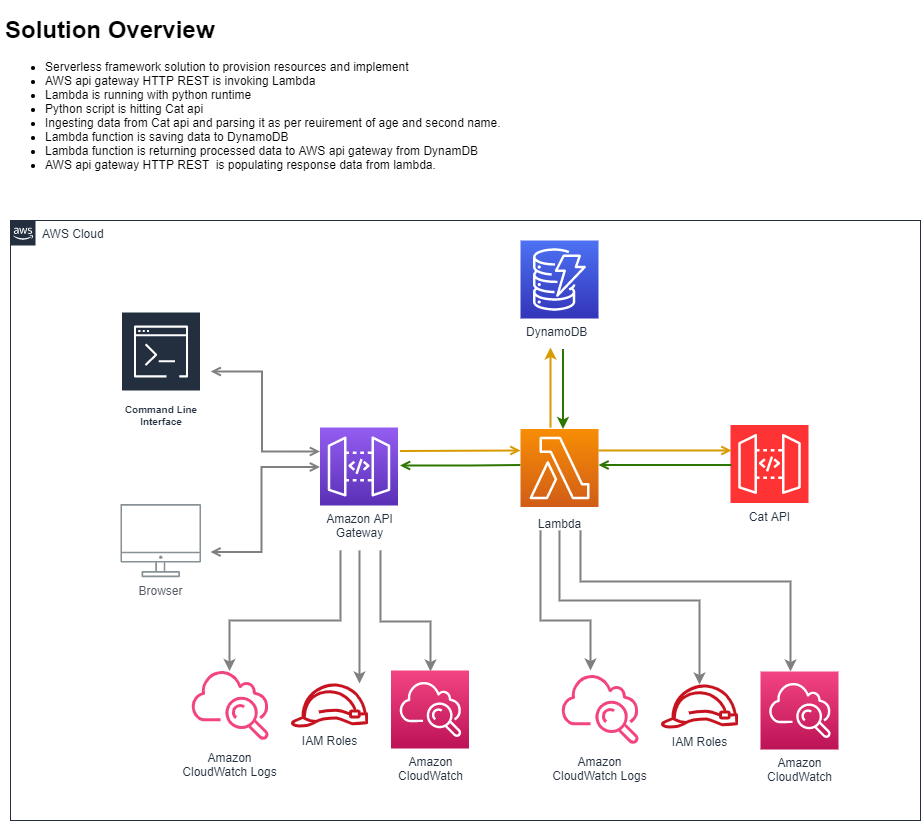 Solution Overview
Serverless framework solution to provision resources and implement
AWS api gateway HTTP REST is invoking Lambda
Lambda is running with python runtime
Python script is hitting Cat api
Ingesting data from Cat api and parsing it as per reuirement of age and second name.
Lambda function is saving data to DynamoDB
Lambda function is returning processed data to AWS api gateway from DynamDB
AWS api gateway HTTP REST  is populating response data from lambda.
aws
AWS Cloud
DynamoDB
Command Line
Interface
</>
Amazon API
Gateway
Lambda
</>
Cat API
Browser
Amazon
CloudWatch Logs
IAM Roles
Amazon
CloudWatch
Amazon
CloudWatch Logs
IAM Roles
Amazon
CloudWatch